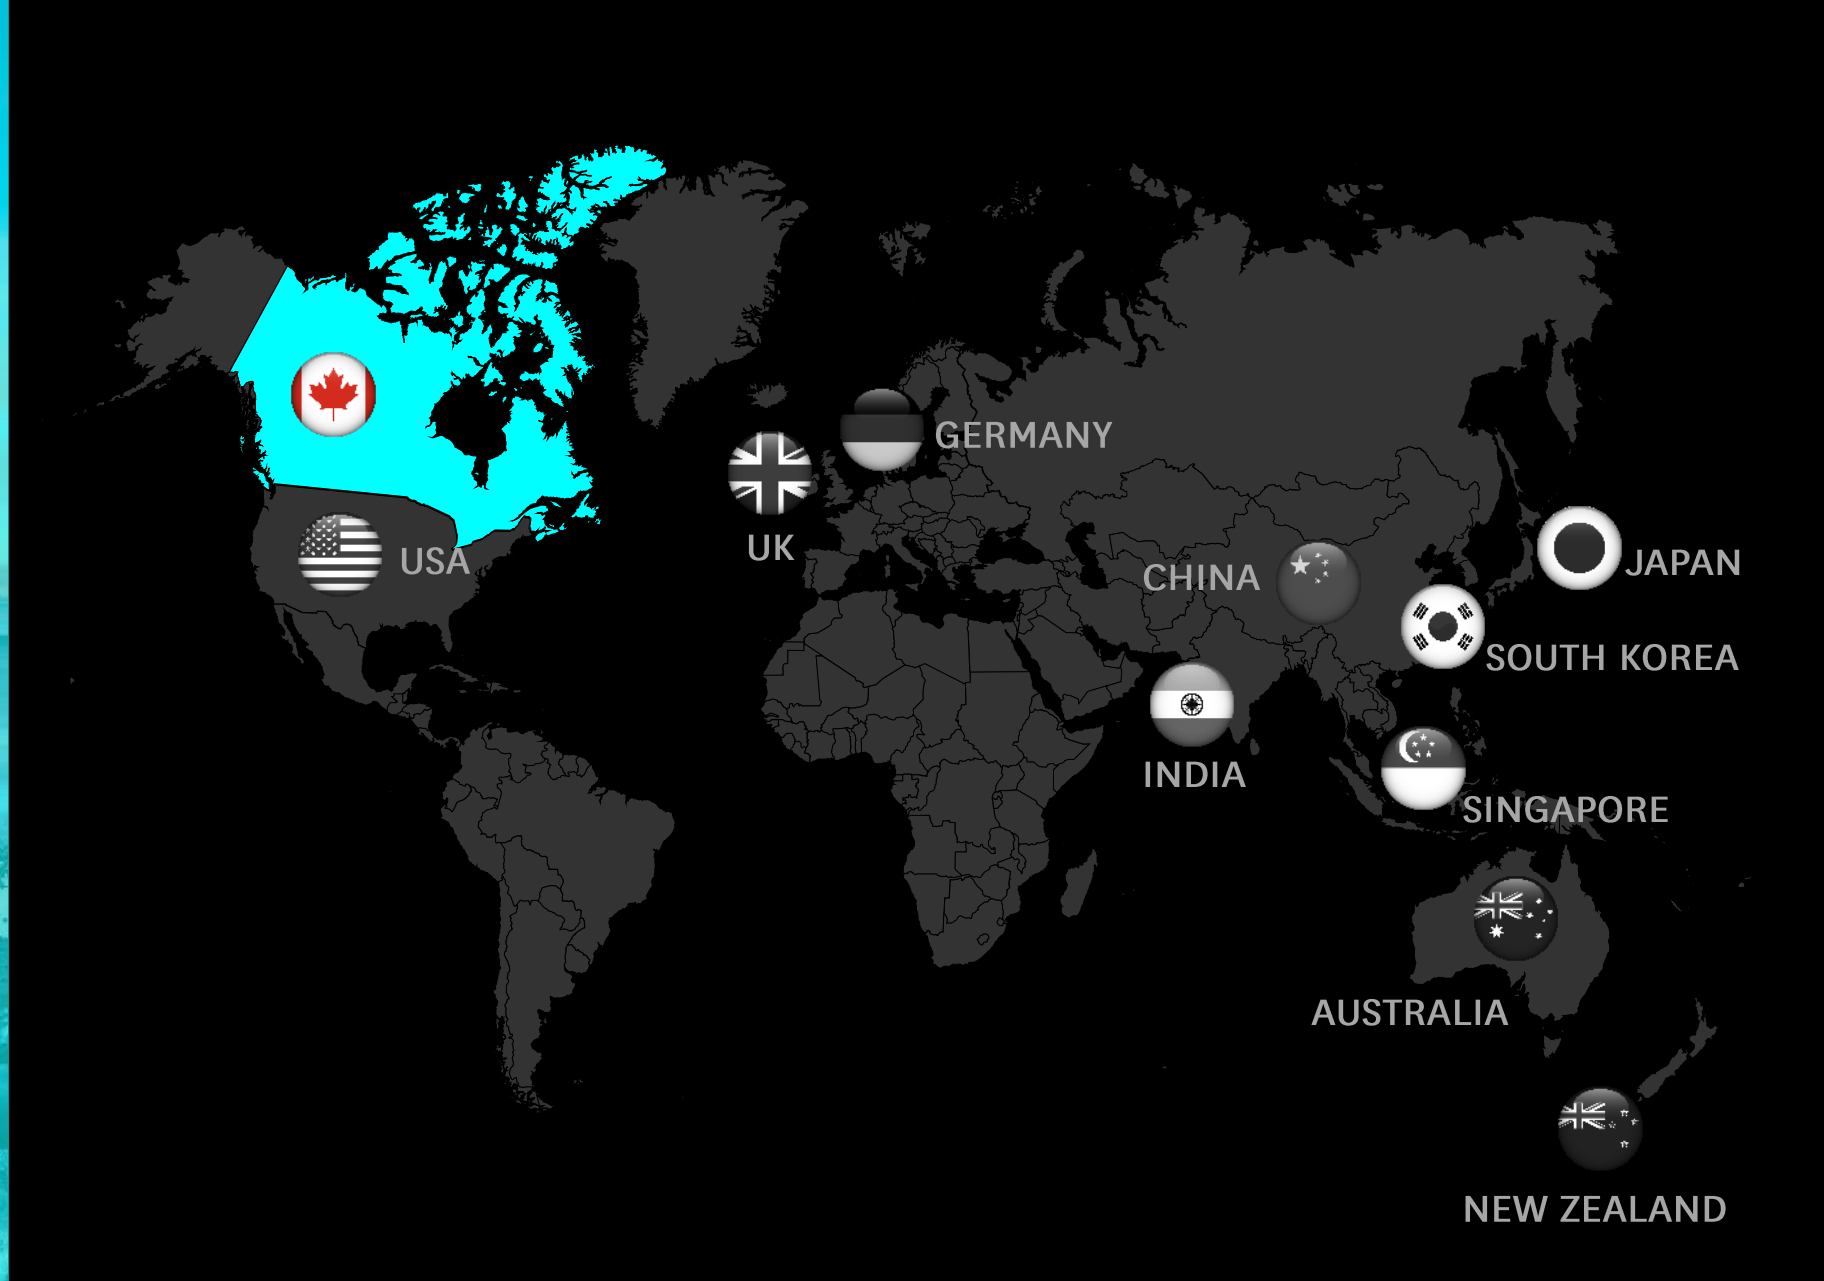 GERMANY
UK
USA
CHINA
JAPAN
SOUTH KOREA
INDIA
SINGAPORE
AUSTRALIA
NEW ZEALAND